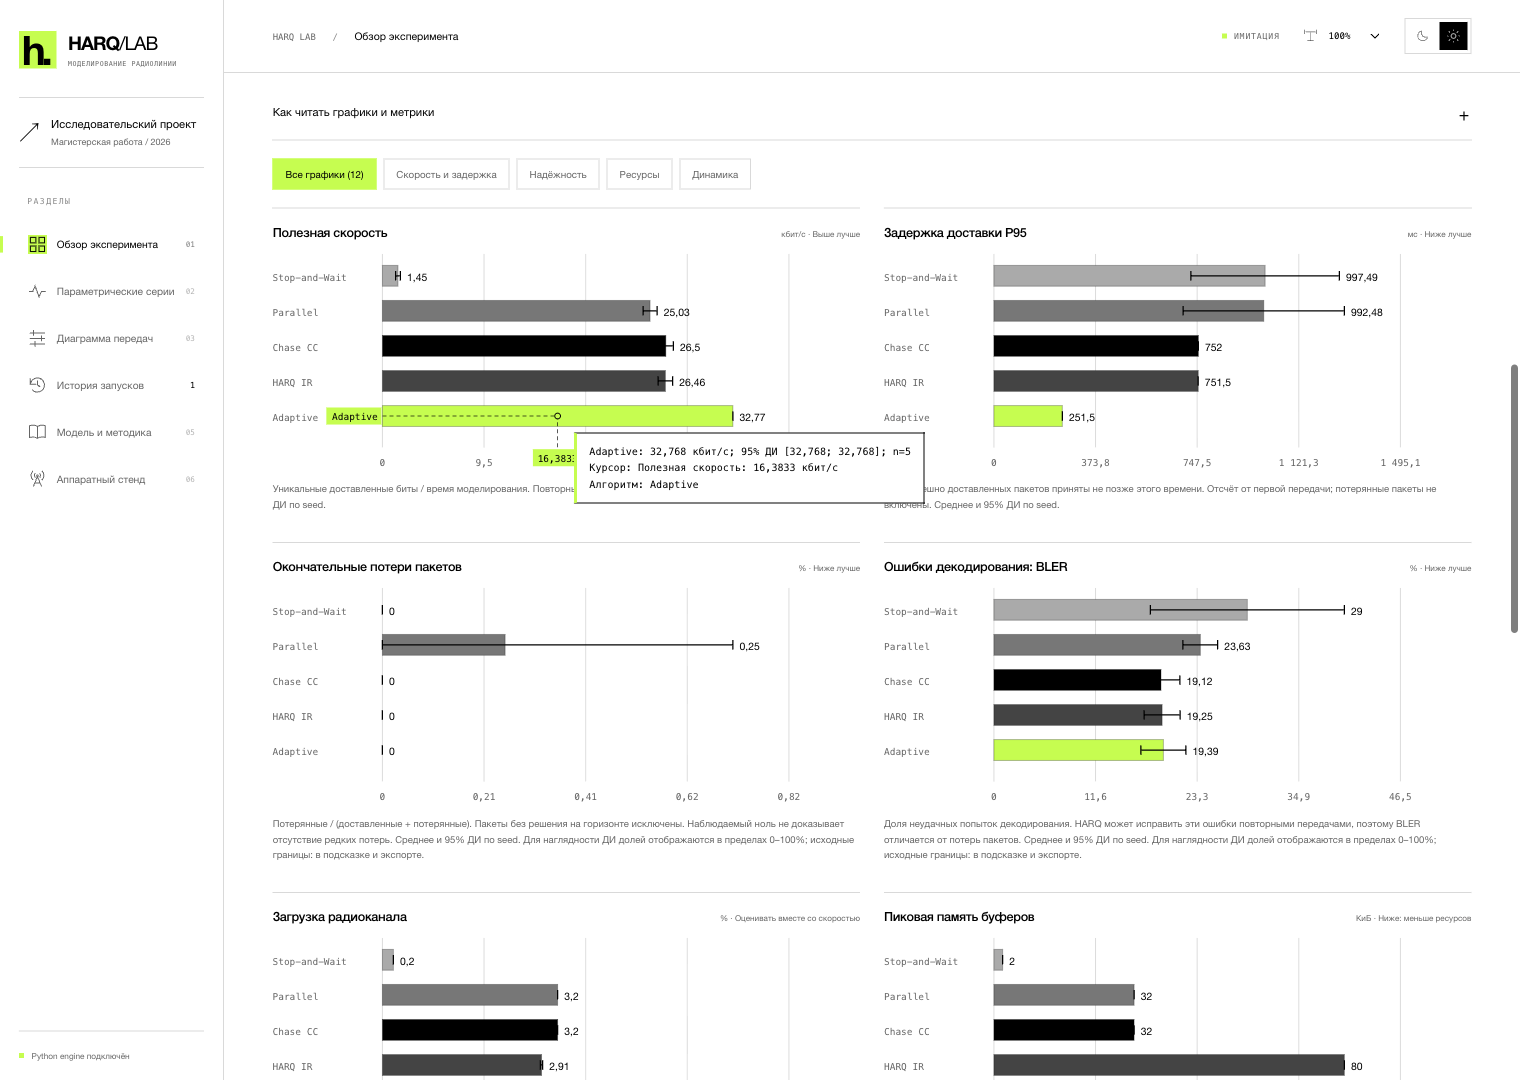 h.
HARQ/LAB
МОДЕЛИРОВАНИЕ РАДИОЛИНИИ
Исследовательский проект
Магистерская работа / 2026
РАЗДЕЛЫ
Обзор эксперимента 01
Параметрические серии 02
Диаграмма передач 03
История запусков 1
Модель и методика 05
Аппаратный стенд 06
Python engine подключён
HARQ LAB / Обзор эксперимента
ИМИТАЦИЯ
100%
Как читать графики и метрики +
Все графики (12)
Скорость и задержка
Надёжность
Ресурсы
Динамика
Полезная скорость
кбит/с · Выше лучше
Stop-and-Wait 1,45
Parallel 25,03
Chase CC 26,5
HARQ IR 26,46
Adaptive Adaptive 32,77
0 9,5 16,383
Adaptive: 32,768 кбит/с; 95% ДИ [32,768; 32,768]; n=5
Курсор: Полезная скорость: 16,3833 кбит/с
Алгоритм: Adaptive
Уникальные доставленные биты / время моделирования.
ДИ по seed.
Задержка доставки P95
мс · Ниже лучше
Stop-and-Wait 997,49
Parallel 992,48
Chase CC 752
HARQ IR 751,5
Adaptive 251,5
0 373,8 747,5 1 121,3 1 495,1
доставленных пакетов приняты не позже этого времени. Отсчёт от первой передачи; потерянные пакеты не
включены. Среднее и 95% ДИ по seed.
Окончательные потери пакетов
% · Ниже лучше
Stop-and-Wait 0
Parallel 0,25
Chase CC 0
HARQ IR 0
Adaptive 0
0 0,21 0,41 0,62 0,82
Потерянные / (доставленные + потерянные). Пакеты без решения на горизонте исключены. Наблюдаемый ноль не доказывает
отсутствие редких потерь. Среднее и 95% ДИ по seed. Для наглядности ДИ долей отображаются в пределах 0–100%; исходные
границы: в подсказке и экспорте.
Ошибки декодирования: BLER
% · Ниже лучше
Stop-and-Wait 29
Parallel 23,63
Chase CC 19,12
HARQ IR 19,25
Adaptive 19,39
0 11,6 23,3 34,9 46,5
Доля неудачных попыток декодирования. HARQ может исправить эти ошибки повторными передачами, поэтому BLER
отличается от потерь пакетов. Среднее и 95% ДИ по seed. Для наглядности ДИ долей отображаются в пределах 0–100%;
исходные границы: в подсказке и экспорте.
Загрузка радиоканала
% · Оценивать вместе со скоростью
Stop-and-Wait 0,2
Parallel 3,2
Chase CC 3,2
HARQ IR 2,91
Пиковая память буферов
КиБ · Ниже: меньше ресурсов
Stop-and-Wait 2
Parallel 32
Chase CC 32
HARQ IR 80